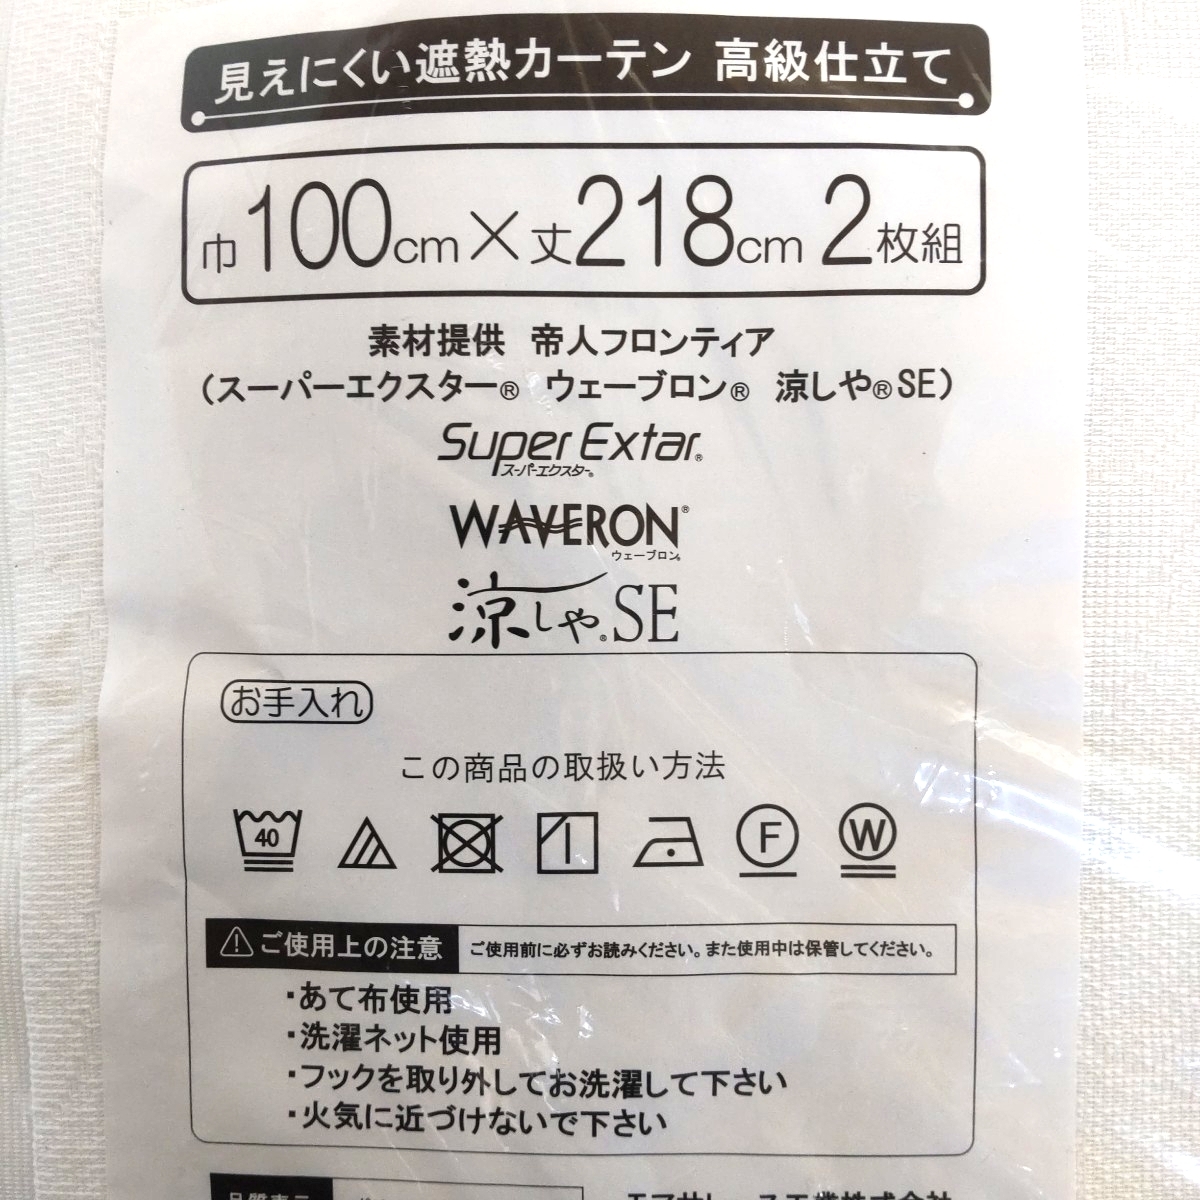 見えにくい遮熱カーテン 高級仕立て
巾100cm×丈218cm 2枚組
素材提供 帝人フロンティア
（スーパーエクスター® ウェーブロン® 涼しや®SE）
Super Extar®
スーパーエクスター®
WAVERON®
ウェーブロン®
涼しや®SE
お手入れ
この商品の取扱い方法
40 F W
⚠ご使用上の注意 ご使用前に必ずお読みください。また使用中は保管してください。
・あて布使用
・洗濯ネット使用
・フックを取り外してお洗濯して下さい
・火気に近づけないで下さい
品質表示